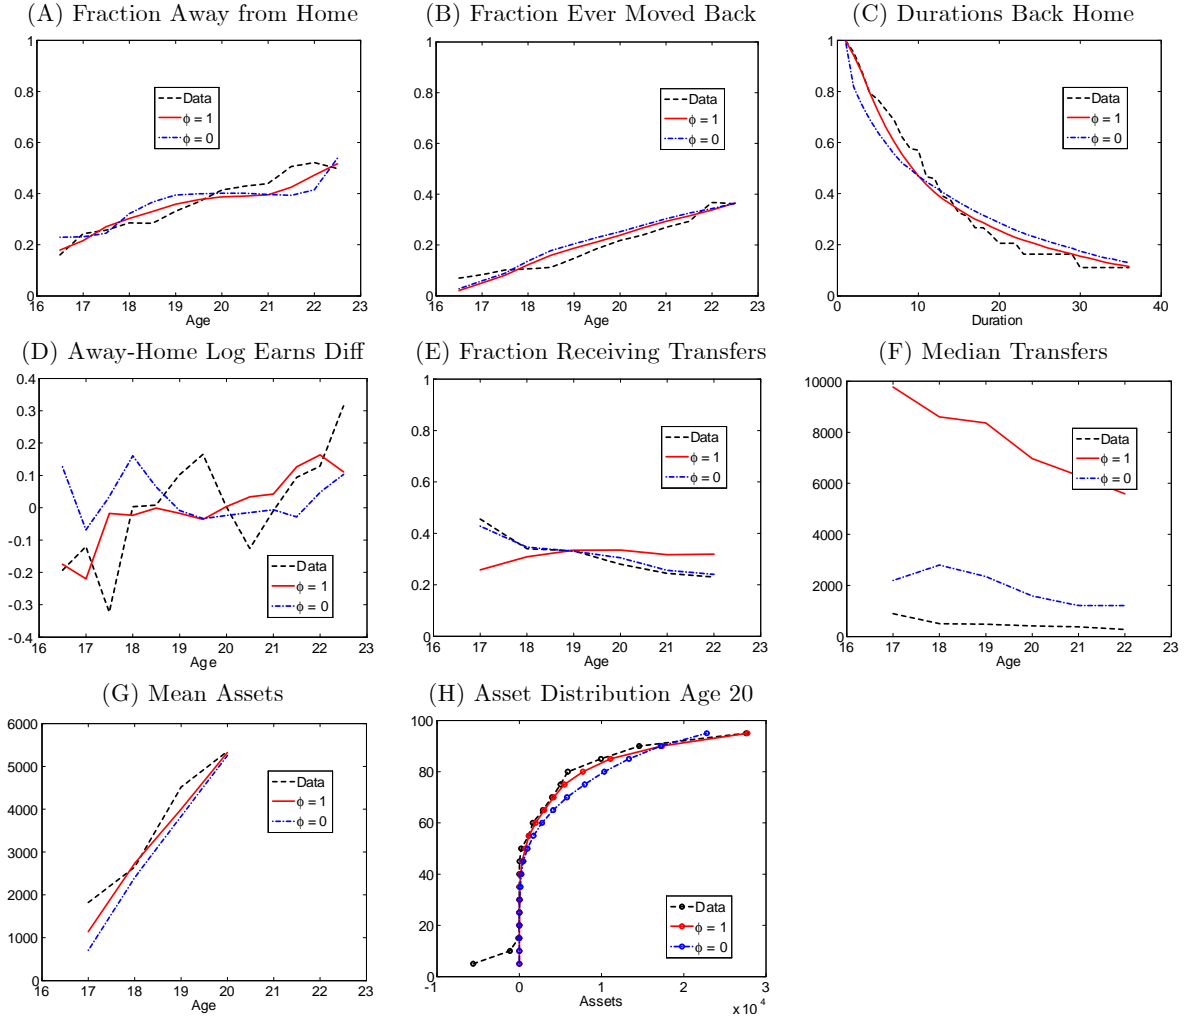 (A) Fraction Away from Home
(B) Fraction Ever Moved Back
(C) Durations Back Home
1
0.8
0.6
0.4
0.2
0
16 17 18 19 20 21 22 23
Age
Data
ϕ = 1
ϕ = 0
1
0.8
0.6
0.4
0.2
0
16 17 18 19 20 21 22 23
Age
Data
ϕ = 1
ϕ = 0
1
0.8
0.6
0.4
0.2
0
0 10 20 30 40
Duration
Data
ϕ = 1
ϕ = 0
(D) Away-Home Log Earns Diff
(E) Fraction Receiving Transfers
(F) Median Transfers
0.4
0.3
0.2
0.1
0
-0.1
-0.2
-0.3
-0.4
16 17 18 19 20 21 22 23
Age
Data
ϕ = 1
ϕ = 0
1
0.8
0.6
0.4
0.2
0
16 17 18 19 20 21 22 23
Age
Data
ϕ = 1
ϕ = 0
10000
8000
6000
4000
2000
0
16 17 18 19 20 21 22 23
Age
Data
ϕ = 1
ϕ = 0
(G) Mean Assets
(H) Asset Distribution Age 20
6000
5000
4000
3000
2000
1000
0
16 17 18 19 20 21 22 23
Age
Data
ϕ = 1
ϕ = 0
100
80
60
40
20
0
-1 0 1 2 3
Assets
x 10^4
Data
ϕ = 1
ϕ = 0